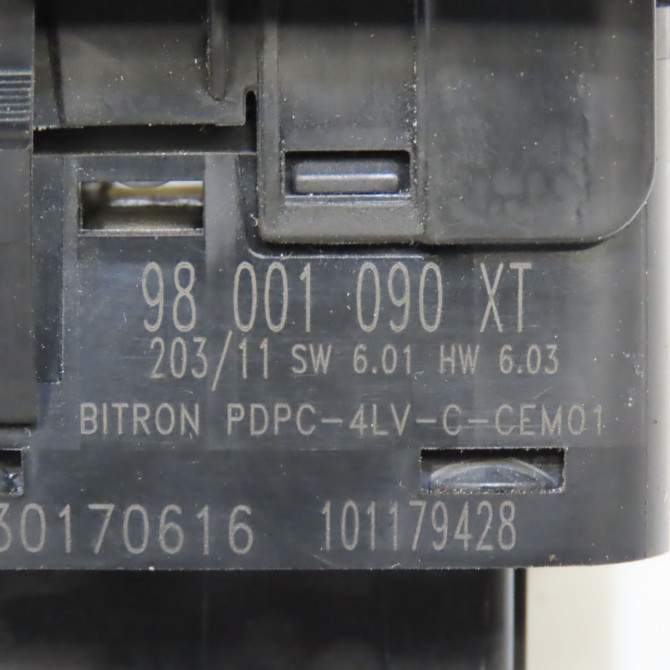 98 001 090 XT
203/11 SW 6.01 HW 6.03
BITRON PDPC-4LV-C-CEM01
30170616 101179428